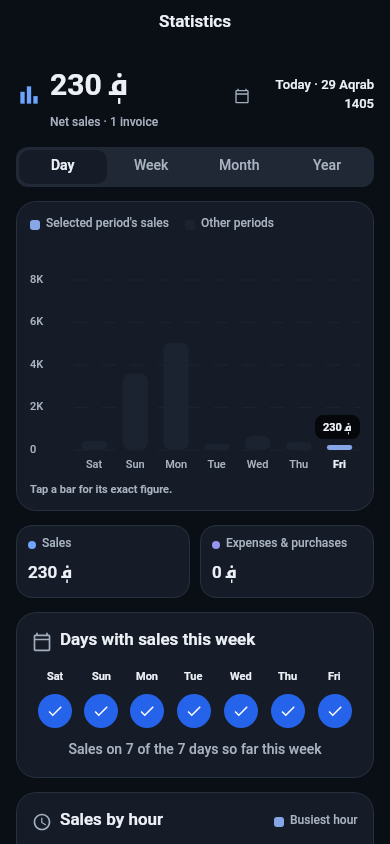 Statistics
230 ؋
Today · 29 Aqrab
1405
Net sales · 1 invoice
Day Week Month Year
Selected period's sales Other periods
8K
6K
4K
2K
0
230 ؋
Sat Sun Mon Tue Wed Thu Fri
Tap a bar for its exact figure.
Sales
230 ؋
Expenses & purchases
0 ؋
Days with sales this week
Sat Sun Mon Tue Wed Thu Fri
Sales on 7 of the 7 days so far this week
Sales by hour Busiest hour